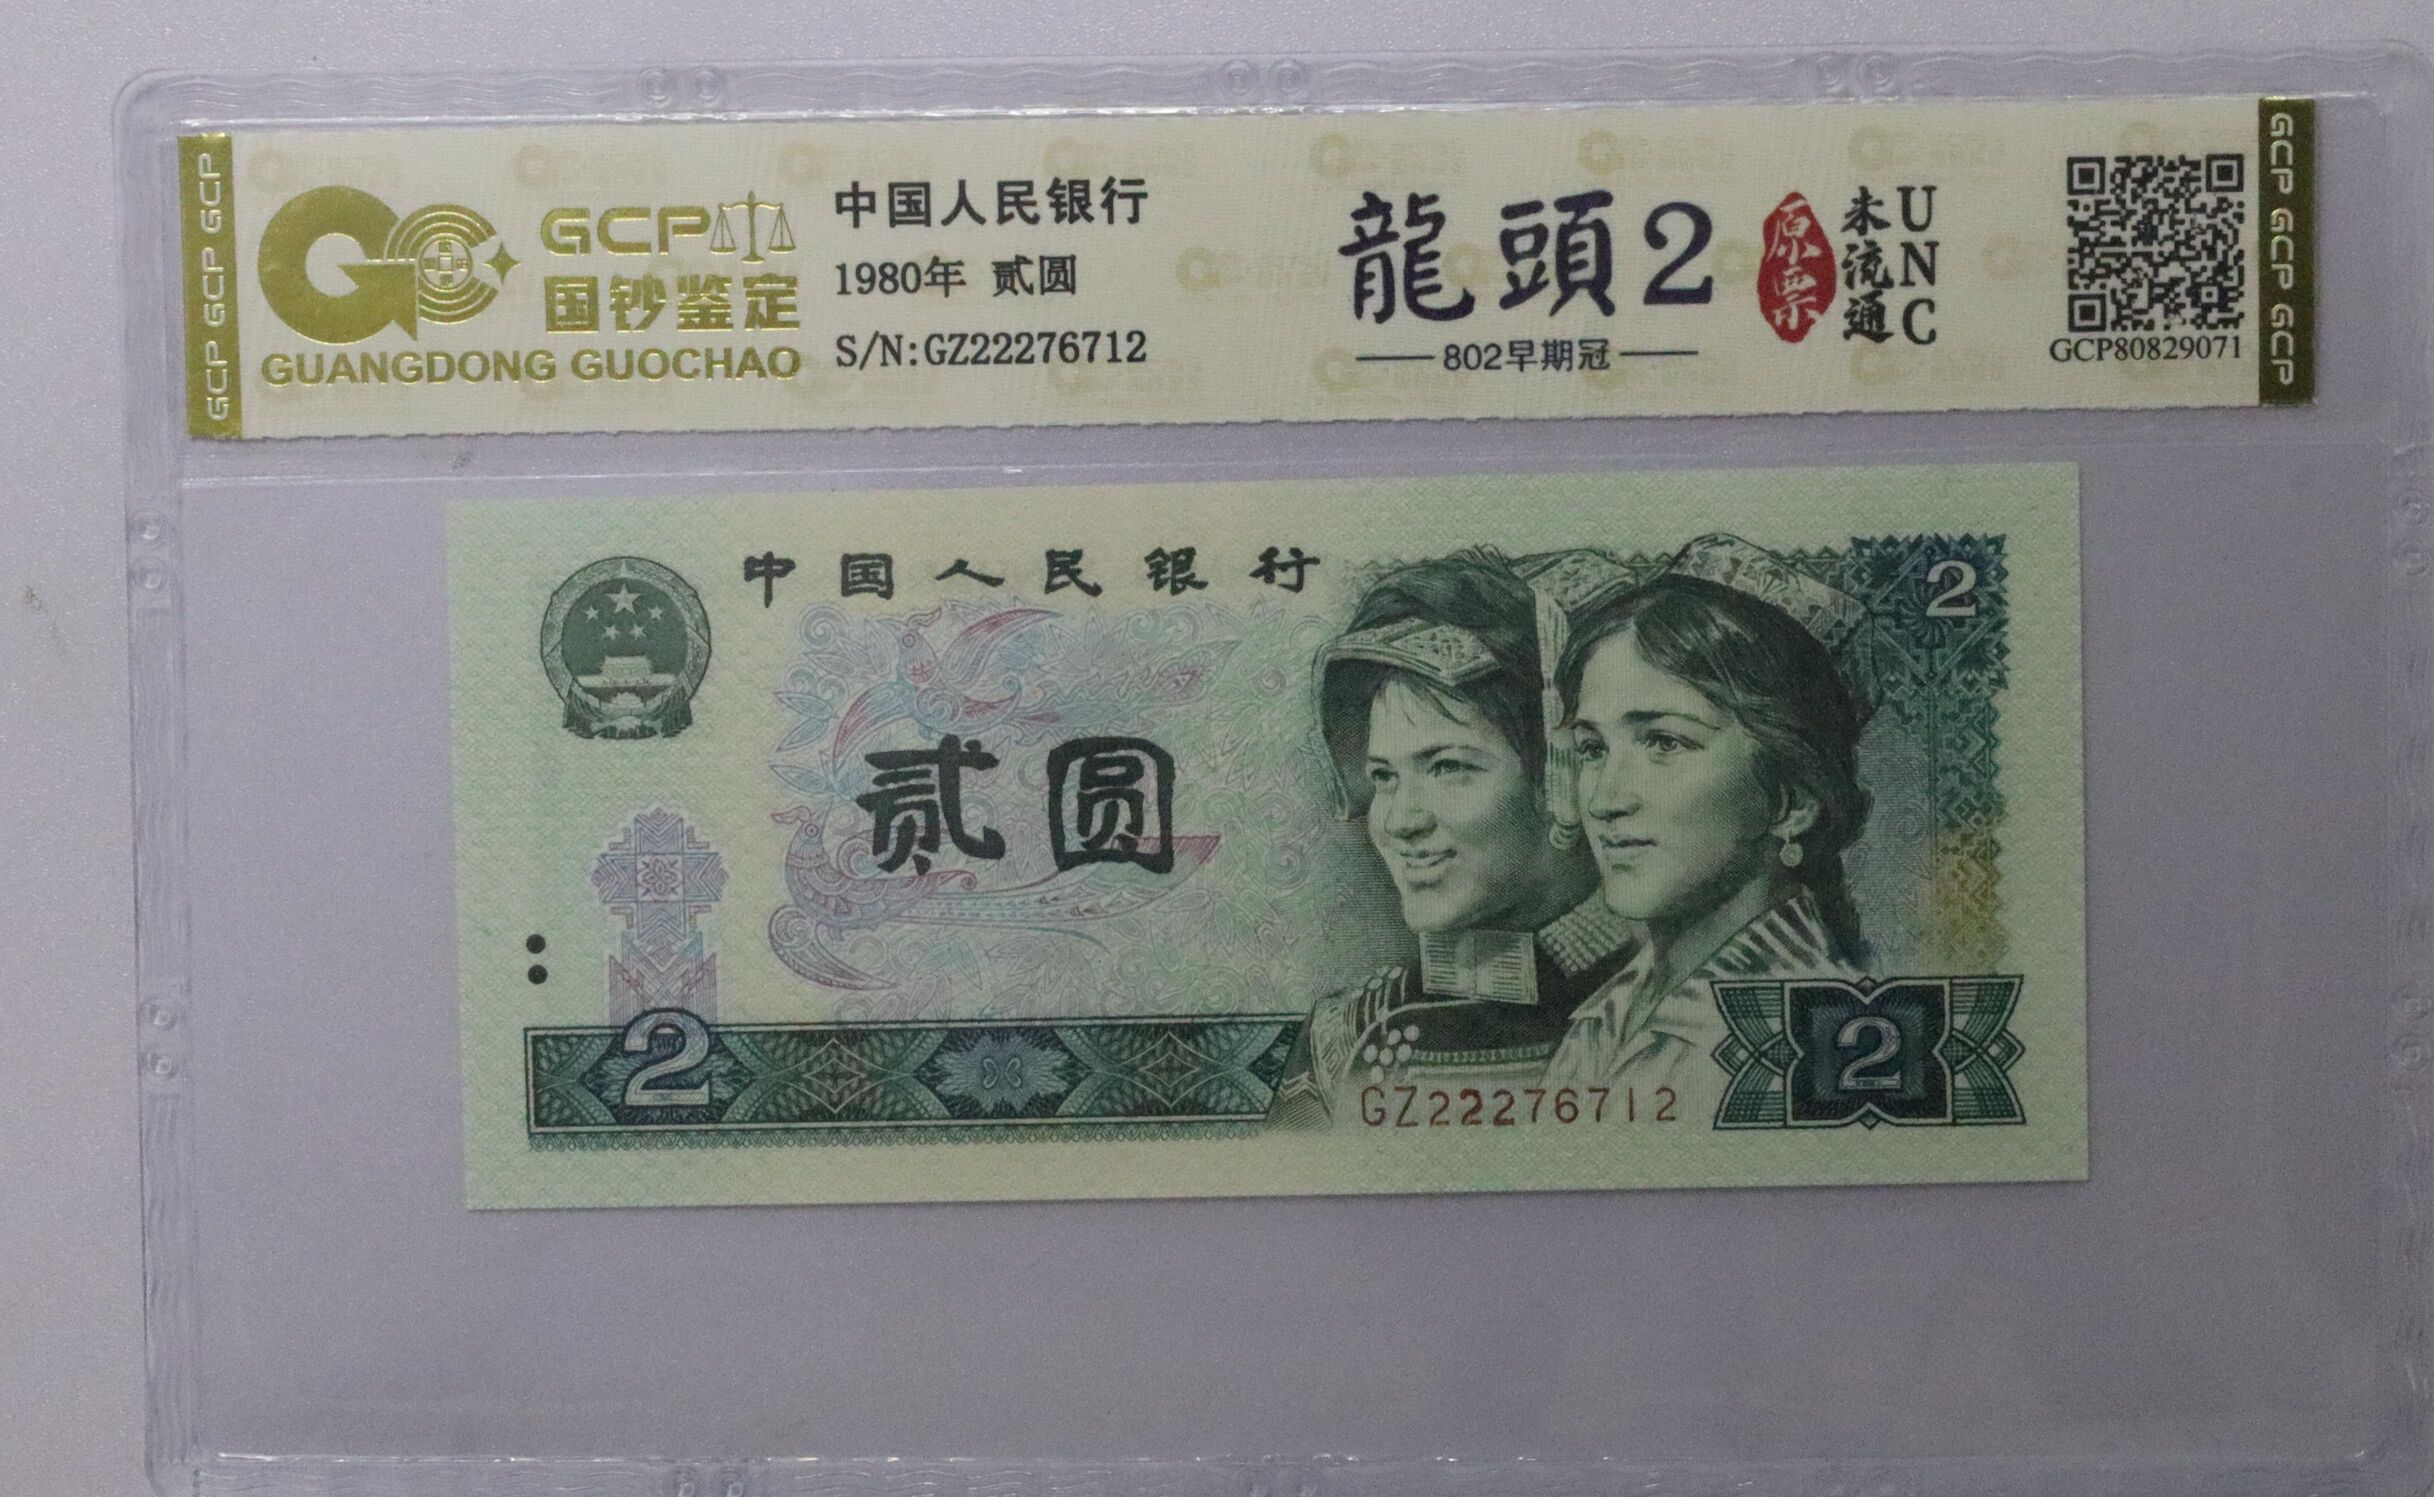 GCP GCP GCP
GCP
国钞鉴定
GUANGDONG GUOCHAO
中国人民银行
1980年 贰圆
S/N:GZ22276712
龍頭2
802早期冠
原票
未流通
UNC
GCP80829071
GCP GCP GCP
中国人民银行
2
贰圆
2
2
GZ22276712